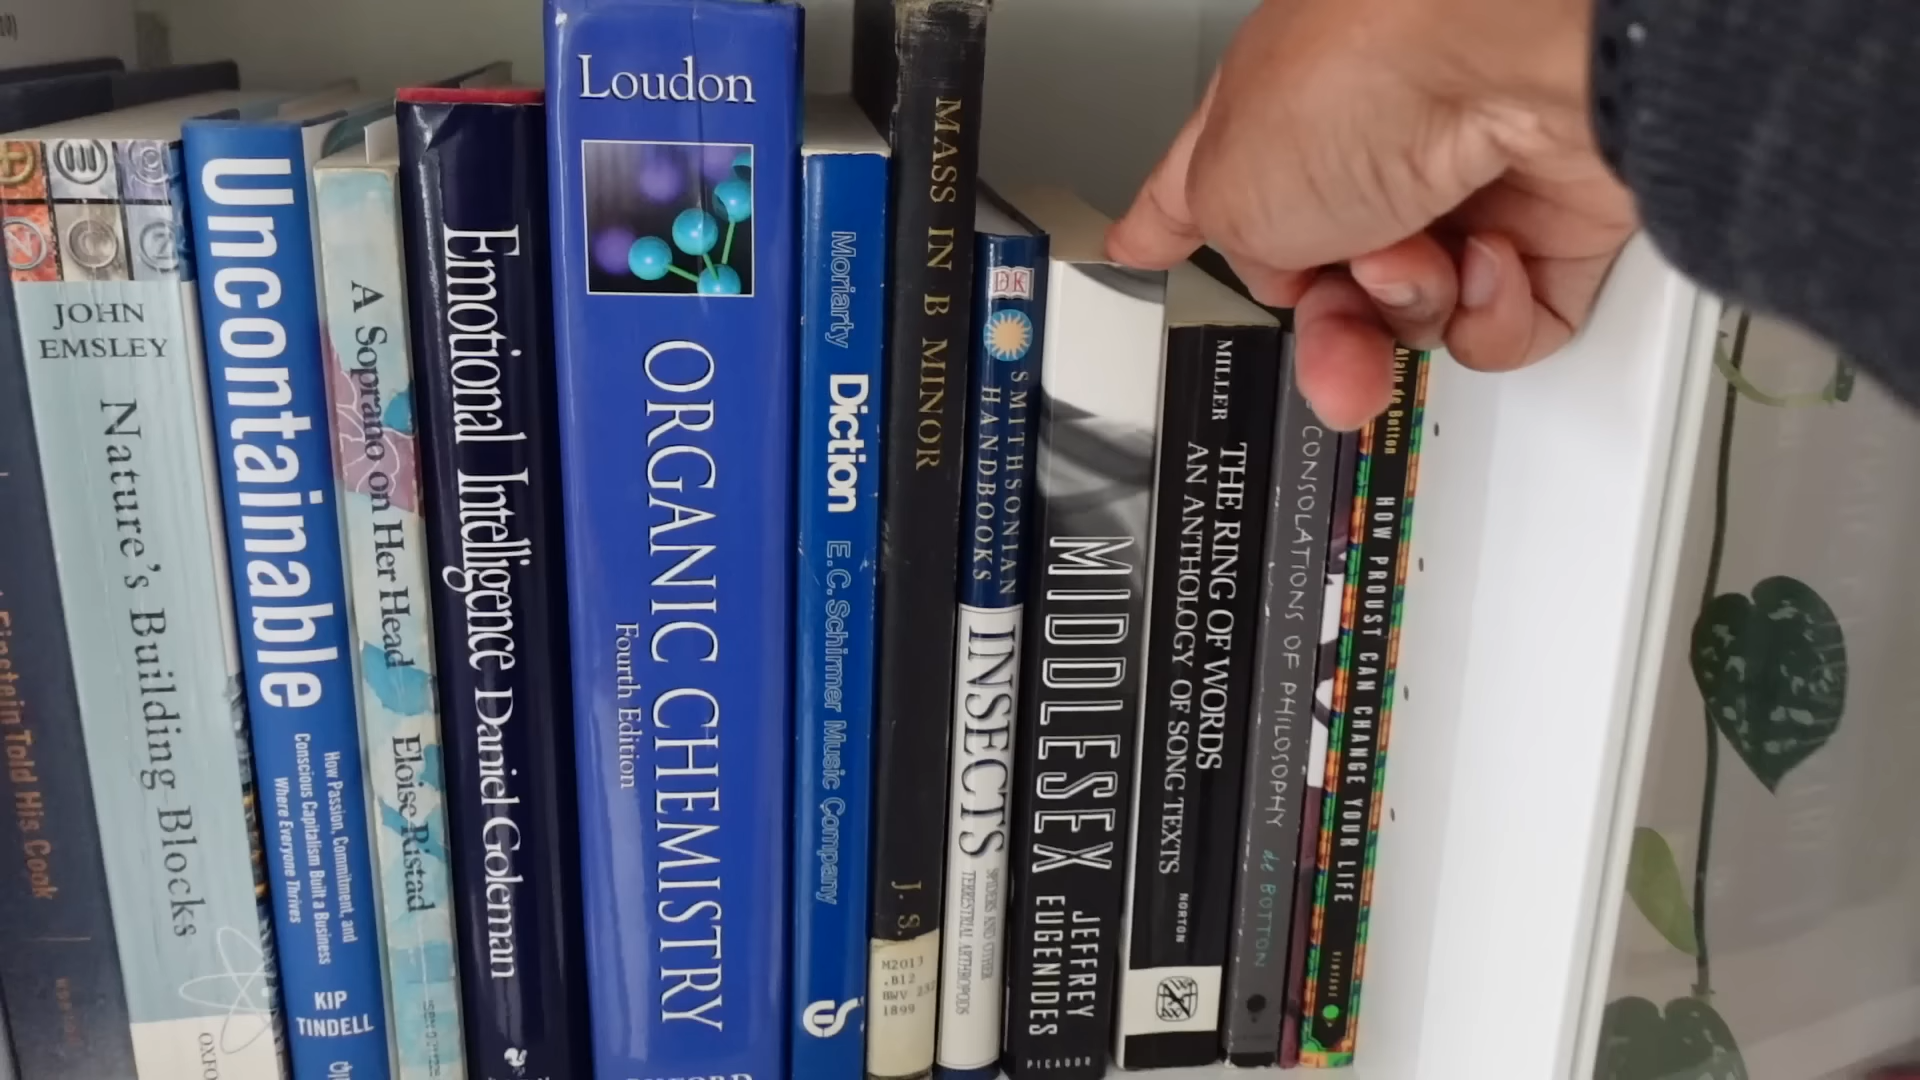 Einstein Told His Cook
JOHN
EMSLEY
Nature's Building Blocks
Uncontainable
How Passion, Commitment, and
Conscious Capitalism Built a Business
Where Everyone Thrives
KIP
TINDELL
A Soprano on Her Head
Eloise Ristad
Emotional Intelligence Daniel Goleman
Loudon
ORGANIC CHEMISTRY
Fourth Edition
Moriarty
Diction
E.C. Schirmer Music Company
MASS IN B MINOR
J. S.
M2013
.B12
BWV 232
1899
DK
SMITHSONIAN
HANDBOOKS
INSECTS
SPIDERS AND OTHER
TERRESTRIAL ARTHROPODS
MIDDLESEX
JEFFREY
EUGENIDES
PICADOR
MILLER
THE RING OF WORDS
AN ANTHOLOGY OF SONG TEXTS
NORTON
CONSOLATIONS OF PHILOSOPHY de BOTTON
Alain de Botton
HOW PROUST CAN CHANGE YOUR LIFE
VINTAGE